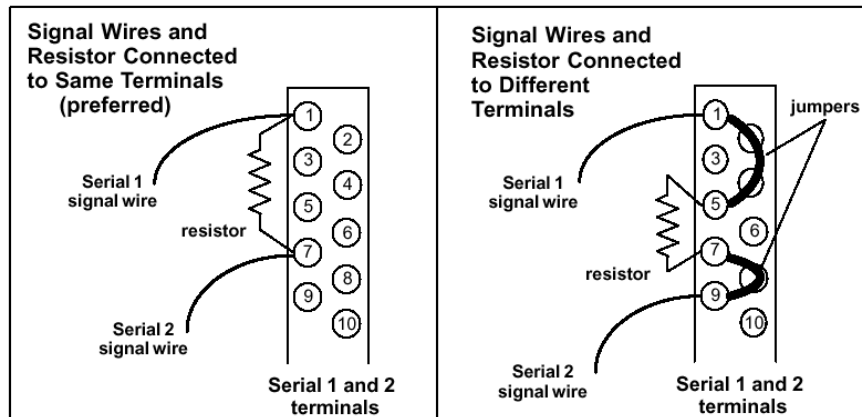 Signal Wires and
Resistor Connected
to Same Terminals
(preferred)
1
2
3
4
5
6
7
8
9
10
Serial 1
signal wire
resistor
Serial 2
signal wire
Serial 1 and 2
terminals
Signal Wires and
Resistor Connected
to Different
Terminals
jumpers
1
3
5
6
7
9
10
Serial 1
signal wire
resistor
Serial 2
signal wire
Serial 1 and 2
terminals